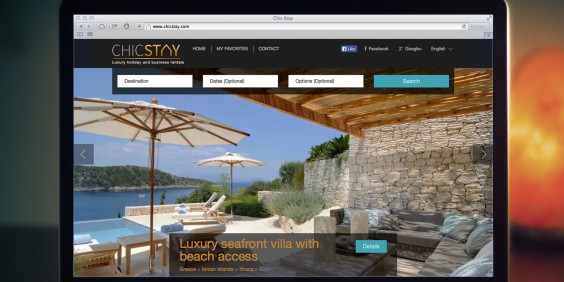 Chic Stay
www.chicstay.com
CHICSTAY
Luxury holiday and business rentals
HOME | MY FAVORITES | CONTACT
Like
Facebook
Google+
English
Destination
Dates (Optional)
Options (Optional)
Search
Luxury seafront villa with
beach access
Details
Greece > Ionian Islands > Ithaca >